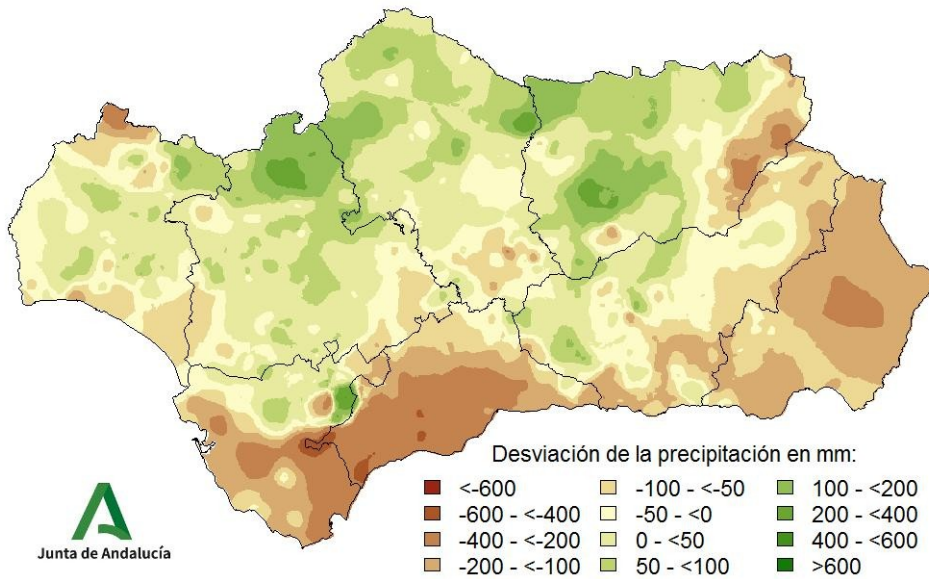 Desviación de la precipitación en mm:
<-600
-600 - <-400
-400 - <-200
-200 - <-100
-100 - <-50
-50 - <0
0 - <50
50 - <100
100 - <200
200 - <400
400 - <600
>600
Junta de Andalucía